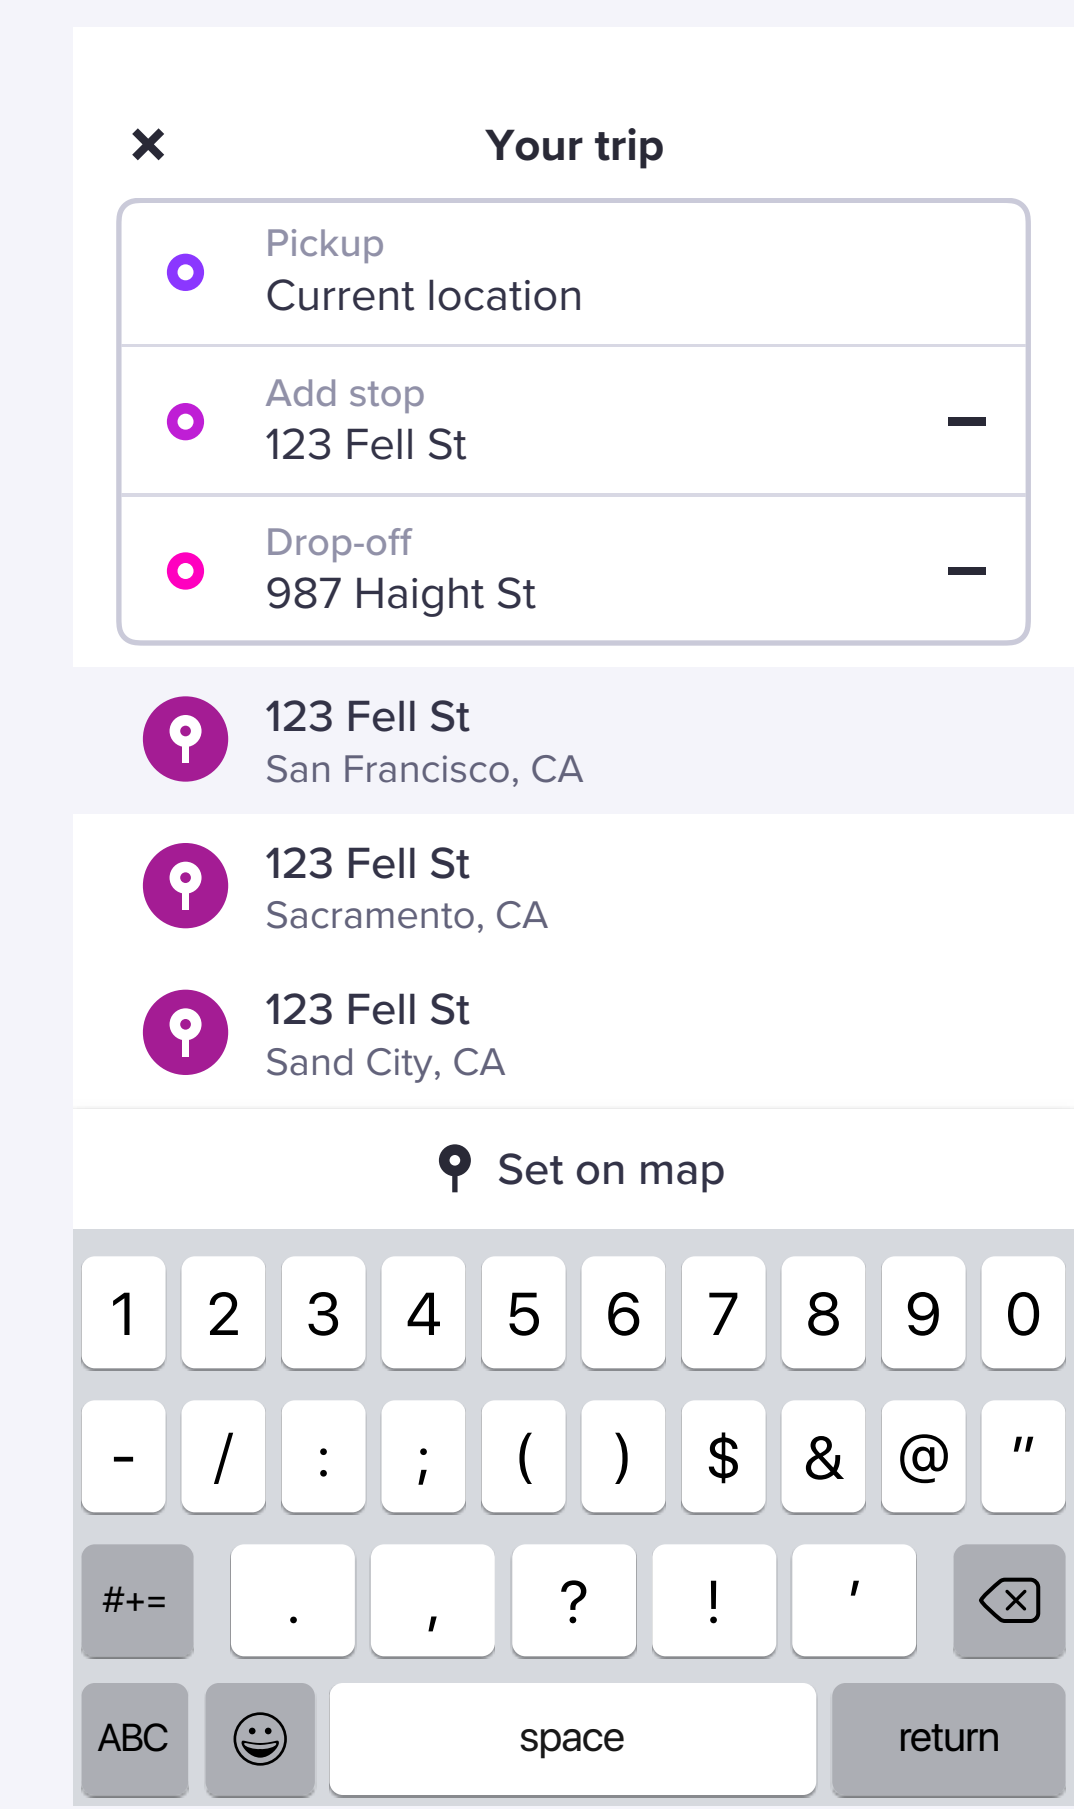 Your trip
Pickup
Current location
Add stop
123 Fell St
Drop-off
987 Haight St
123 Fell St
San Francisco, CA
123 Fell St
Sacramento, CA
123 Fell St
Sand City, CA
Set on map
1 2 3 4 5 6 7 8 9 0
- / : ; ( ) $ & @ "
#+= . , ? ! '
ABC space return